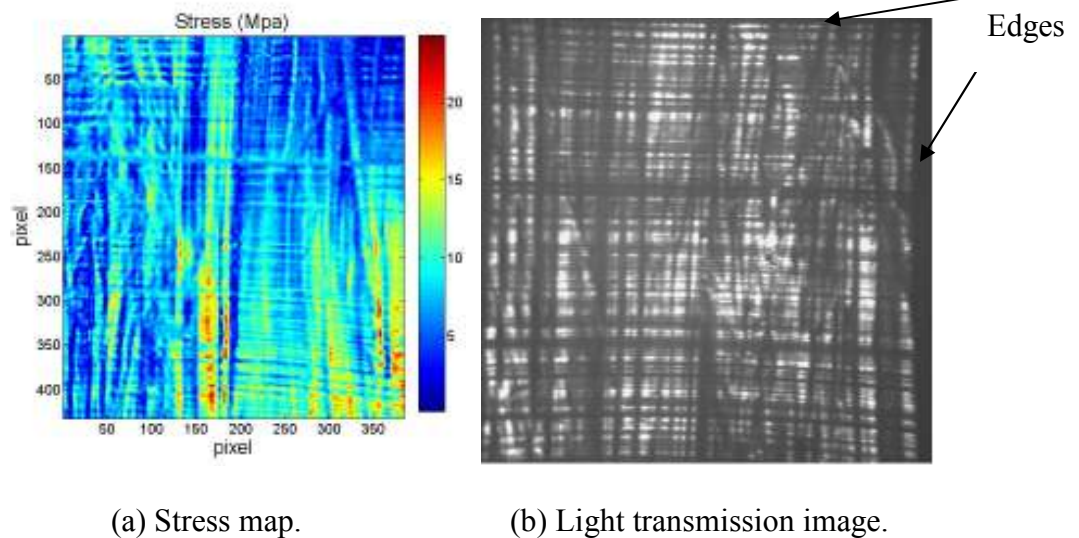 Stress (Mpa)
Edges
50
100
150
200
250
300
350
400
pixel
20
15
10
5
50 100 150 200 250 300 350
pixel
(a) Stress map.
(b) Light transmission image.